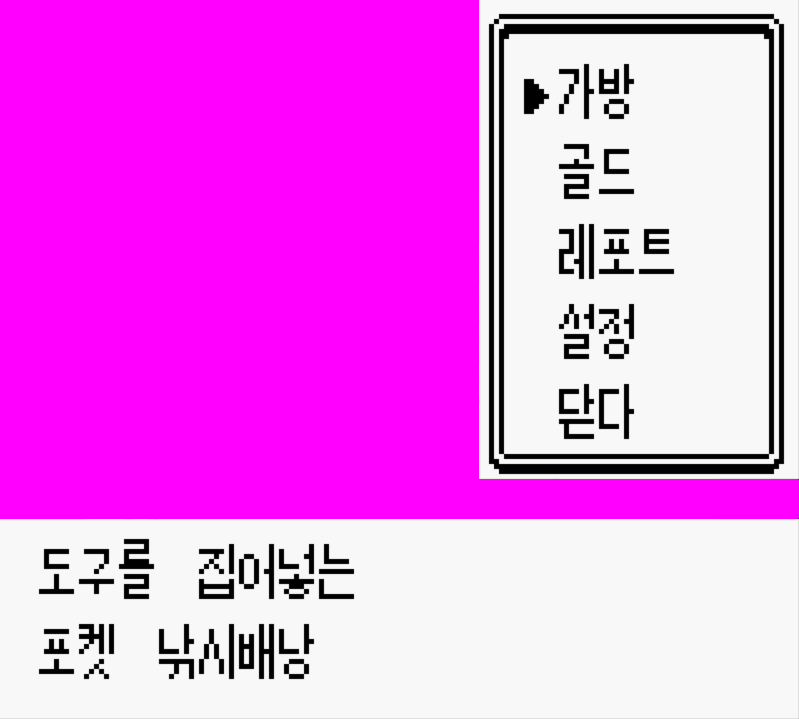 가방
골드
레포트
설정
닫다
도구를 집어넣는
포켓 낚시배낭